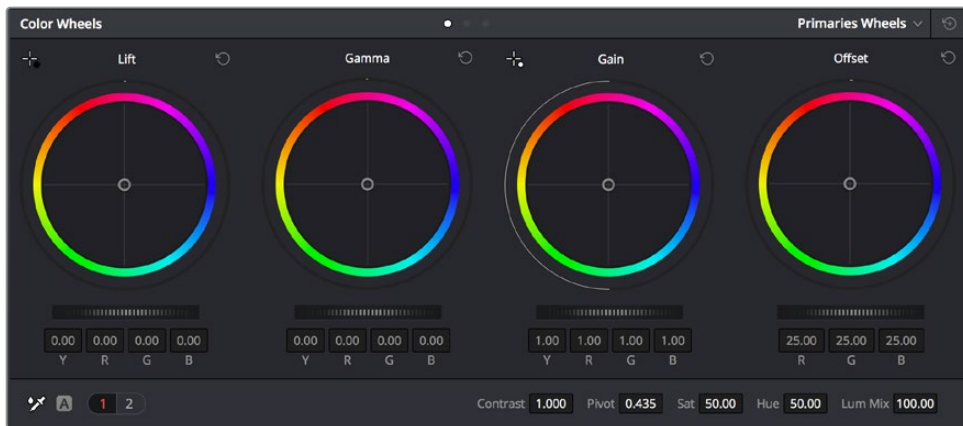 Color Wheels Primaries Wheels
Lift Gamma Gain Offset
0.00 0.00 0.00 0.00 0.00 0.00 0.00 0.00 1.00 1.00 1.00 1.00 25.00 25.00 25.00
Y R G B Y R G B Y R G B R G B
A 1 2 Contrast 1.000 Pivot 0.435 Sat 50.00 Hue 50.00 Lum Mix 100.00